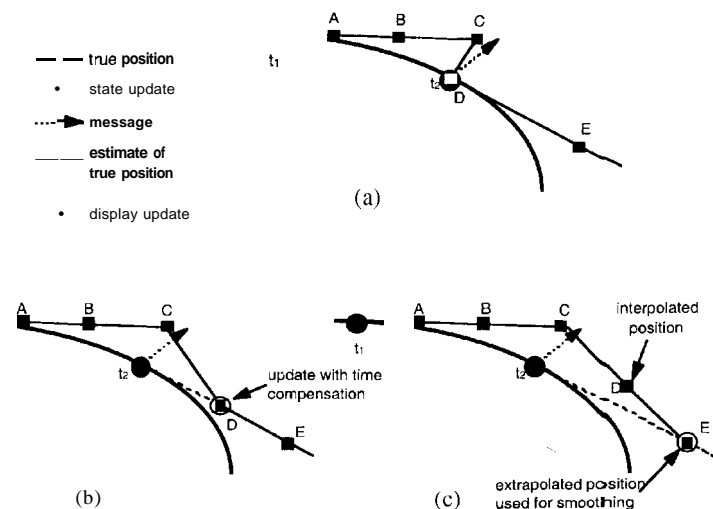 A
B
C
true position
t1
state update
t2
D
message
E
estimate of
true position
(a)
display update
A
B
C
t2
update with time
compensation
D
E
(b)
t1
A
B
C
interpolated
position
t2
D
E
extrapolated position
used for smoothing
(c)